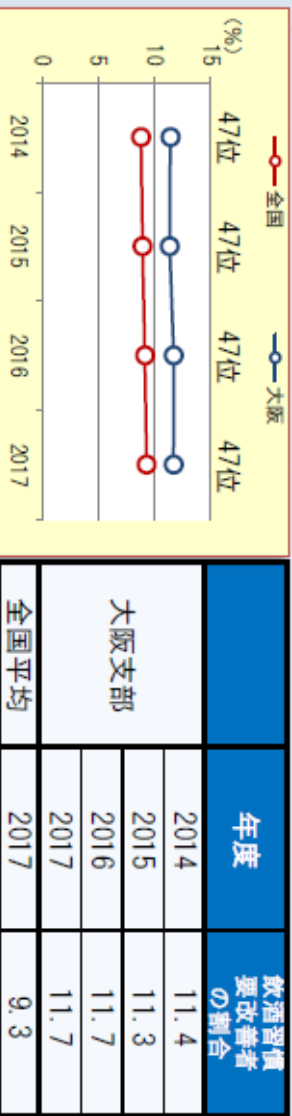 全国 大阪
(%)
47位 47位 47位 47位
15
10
5
0
2014 2015 2016 2017
年度 飲酒習慣
要改善者
の割合
大阪支部 2014 11.4
2015 11.3
2016 11.7
2017 11.7
全国平均 2017 9.3